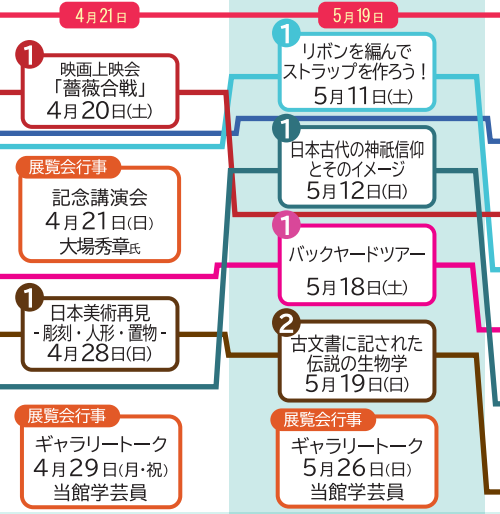 4月21日
5月19日
1
映画上映会
「薔薇合戦」
4月20日(土)
展覧会行事
記念講演会
4月21日(日)
大場秀章氏
1
日本美術再見
-彫刻・人形・置物-
4月28日(日)
展覧会行事
ギャラリートーク
4月29日(月・祝)
当館学芸員
1
リボンを編んで
ストラップを作ろう！
5月11日(土)
1
日本古代の神祇信仰
とそのイメージ
5月12日(日)
1
バックヤードツアー
5月18日(土)
2
古文書に記された
伝説の生物学
5月19日(日)
展覧会行事
ギャラリートーク
5月26日(日)
当館学芸員